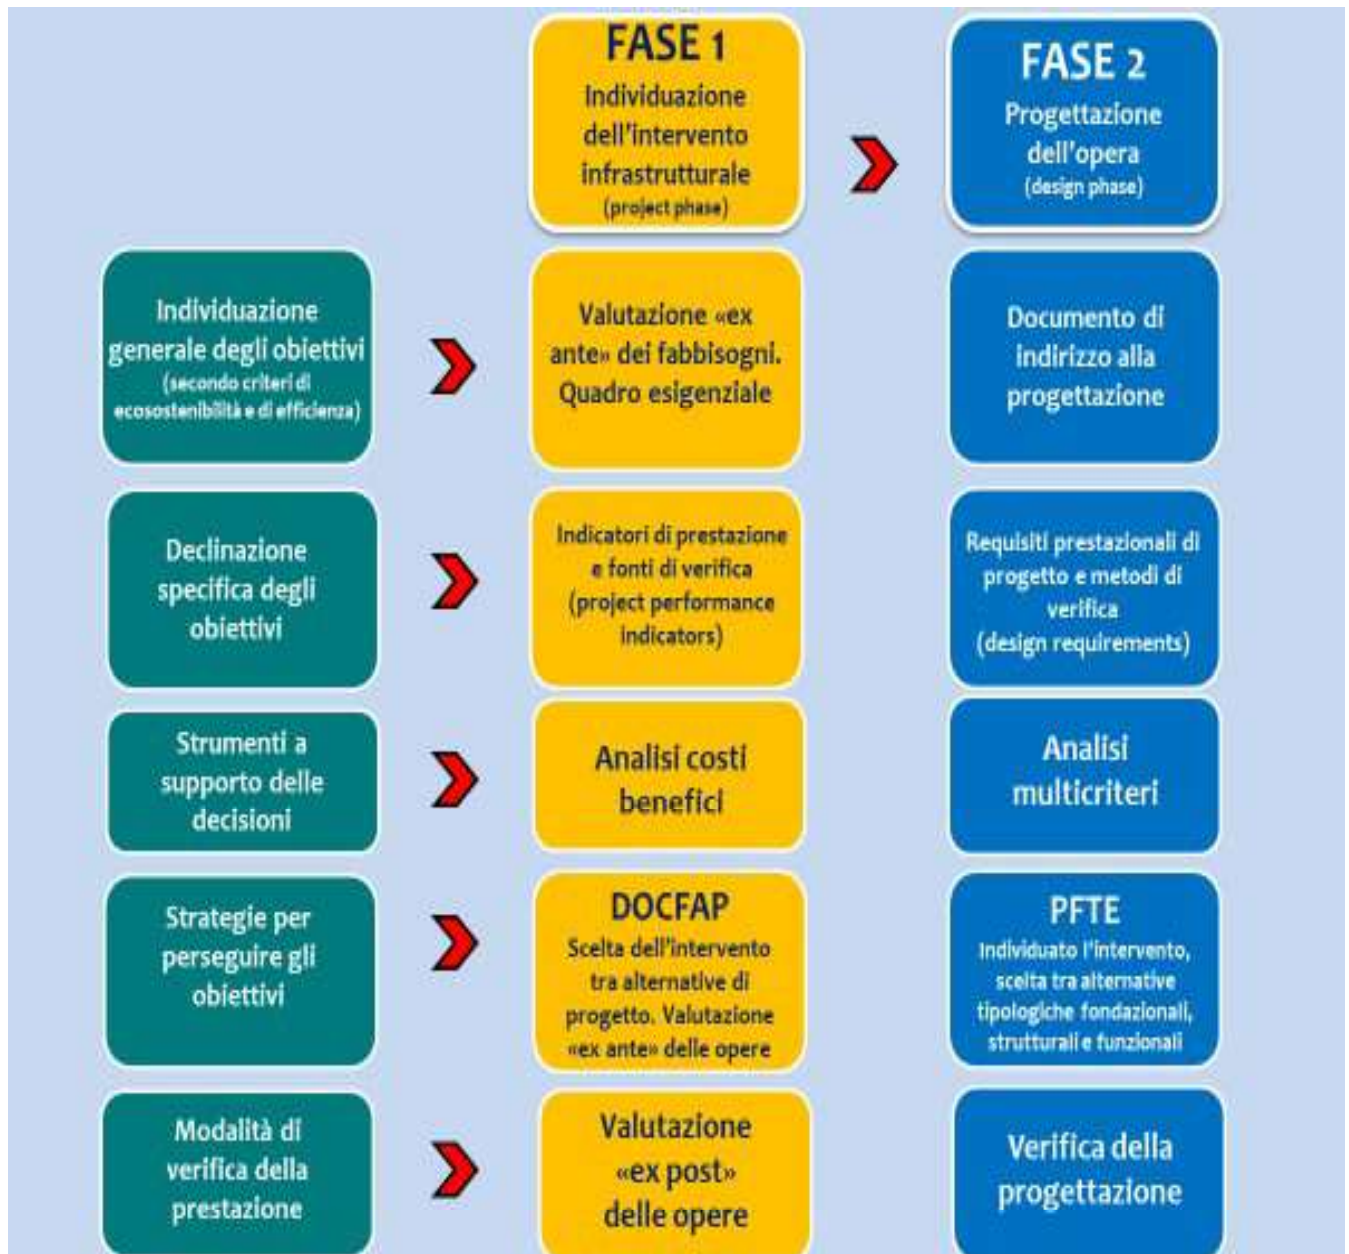 FASE 1
Individuazione
dell'intervento
infrastrutturale
(project phase)
FASE 2
Progettazione
dell'opera
(design phase)
Individuazione
generale degli obiettivi
(secondo criteri di
ecosostenibilità e di efficienza)
Valutazione «ex
ante» dei fabbisogni.
Quadro esigenziale
Documento di
indirizzo alla
progettazione
Declinazione
specifica degli
obiettivi
Indicatori di prestazione
e fonti di verifica
(project performance
indicators)
Requisiti prestazionali di
progetto e metodi di
verifica
(design requirements)
Strumenti a
supporto delle
decisioni
Analisi costi
benefici
Analisi
multicriteri
Strategie per
perseguire gli
obiettivi
DOCFAP
Scelta dell'intervento
tra alternative di
progetto. Valutazione
«ex ante» delle opere
PFTE
Individuato l'intervento,
scelta tra alternative
tipologiche fondazionali,
strutturali e funzionali
Modalità di
verifica della
prestazione
Valutazione
«ex post»
delle opere
Verifica della
progettazione